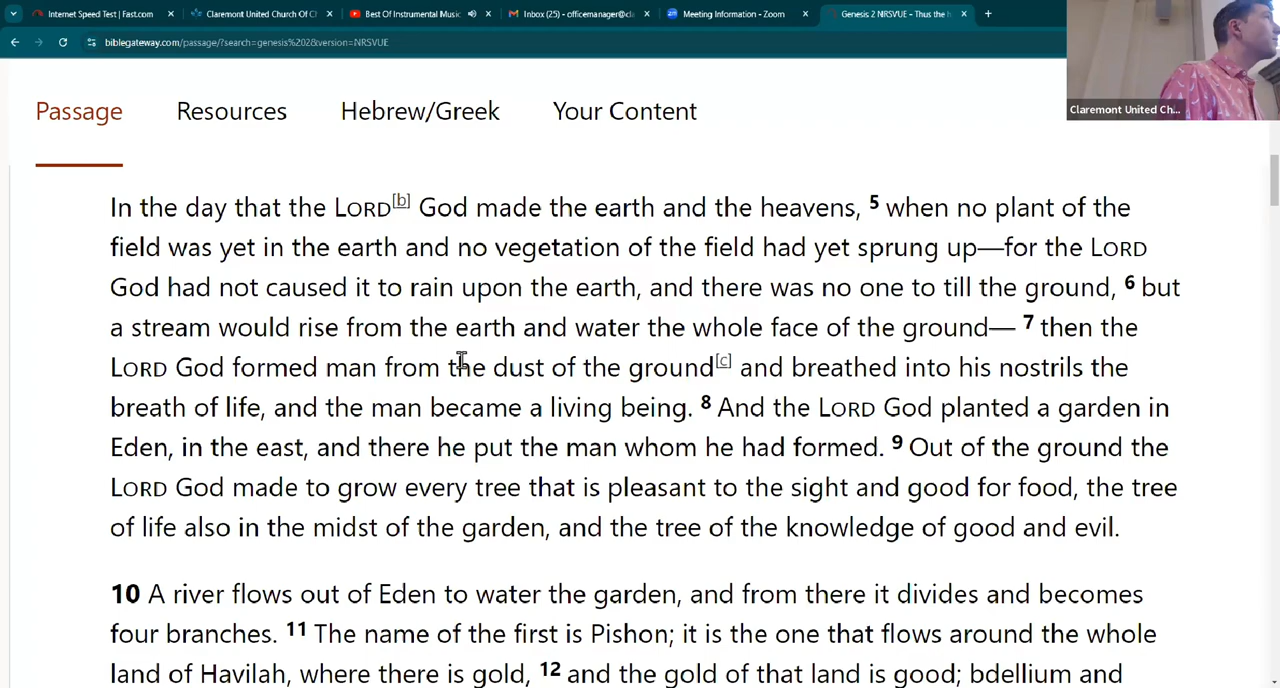 Internet Speed Test | Fast.com
Claremont United Church Of Ch
Best Of Instrumental Music
Inbox (25) - officemanager@cla
Meeting Information - Zoom
Genesis 2 NRSVUE - Thus the h
biblegateway.com/passage/?search=genesis%202&version=NRSVUE
Claremont United Ch...
Passage Resources Hebrew/Greek Your Content
In the day that the LORD[b] God made the earth and the heavens, 5 when no plant of the
field was yet in the earth and no vegetation of the field had yet sprung up—for the LORD
God had not caused it to rain upon the earth, and there was no one to till the ground, 6 but
a stream would rise from the earth and water the whole face of the ground— 7 then the
LORD God formed man from the dust of the ground[c] and breathed into his nostrils the
breath of life, and the man became a living being. 8 And the LORD God planted a garden in
Eden, in the east, and there he put the man whom he had formed. 9 Out of the ground the
LORD God made to grow every tree that is pleasant to the sight and good for food, the tree
of life also in the midst of the garden, and the tree of the knowledge of good and evil.
10 A river flows out of Eden to water the garden, and from there it divides and becomes
four branches. 11 The name of the first is Pishon; it is the one that flows around the whole
land of Havilah, where there is gold, 12 and the gold of that land is good; bdellium and